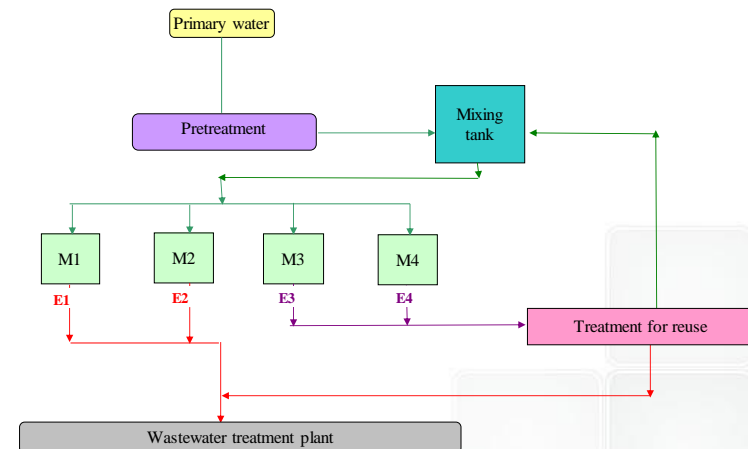 Primary water
Pretreatment
Mixing
tank
M1
M2
M3
M4
E1
E2
E3
E4
Treatment for reuse
Wastewater treatment plant